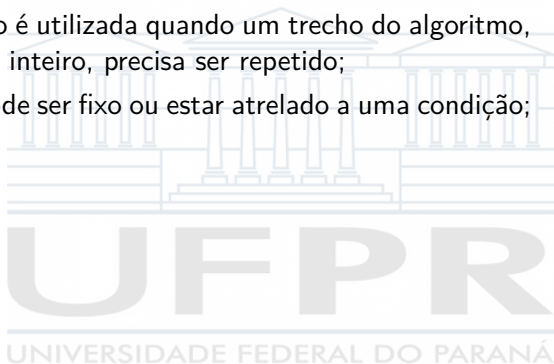 o é utilizada quando um trecho do algoritmo,
inteiro, precisa ser repetido;
de ser fixo ou estar atrelado a uma condição;
UFPR
UNIVERSIDADE FEDERAL DO PARANÁ